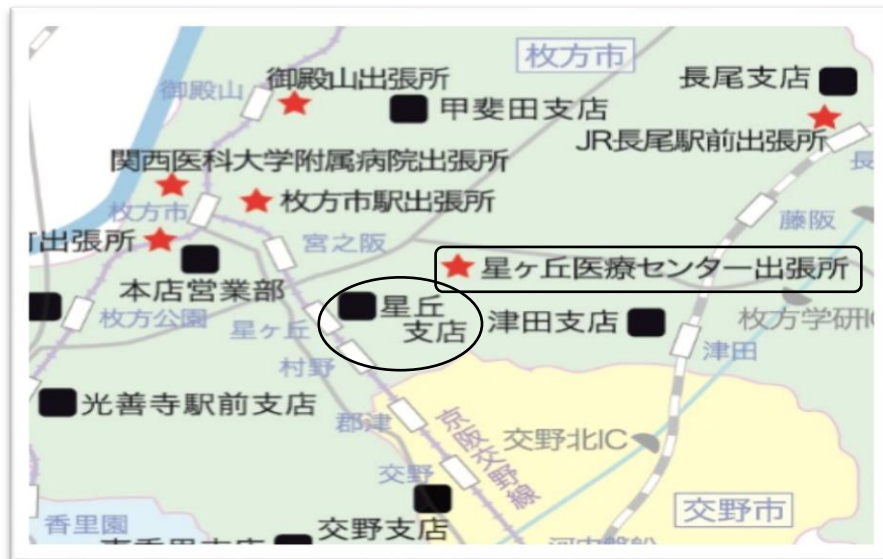 枚方市
長尾支店
御殿山
御殿山出張所
甲斐田支店
JR長尾駅前出張所
長
関西医科大学附属病院出張所
枚方市
枚方市駅出張所
藤阪
出張所
宮之阪
星ヶ丘医療センター出張所
本店営業部
枚方公園
星ヶ丘
星丘
支店
津田支店
枚方学研IC
村野
津田
光善寺駅前支店
郡津
京阪交野線
交野北IC
交野
交野市
香里園
交野支店